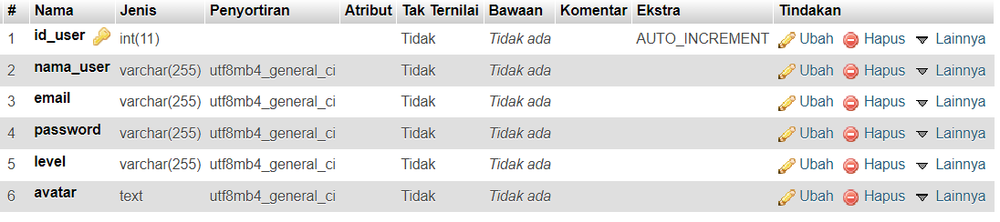 # Nama Jenis Penyortiran Atribut Tak Ternilai Bawaan Komentar Ekstra Tindakan
1 id_user int(11) Tidak Tidak ada AUTO_INCREMENT Ubah Hapus Lainnya
2 nama_user varchar(255) utf8mb4_general_ci Tidak Tidak ada Ubah Hapus Lainnya
3 email varchar(255) utf8mb4_general_ci Tidak Tidak ada Ubah Hapus Lainnya
4 password varchar(255) utf8mb4_general_ci Tidak Tidak ada Ubah Hapus Lainnya
5 level varchar(255) utf8mb4_general_ci Tidak Tidak ada Ubah Hapus Lainnya
6 avatar text utf8mb4_general_ci Tidak Tidak ada Ubah Hapus Lainnya